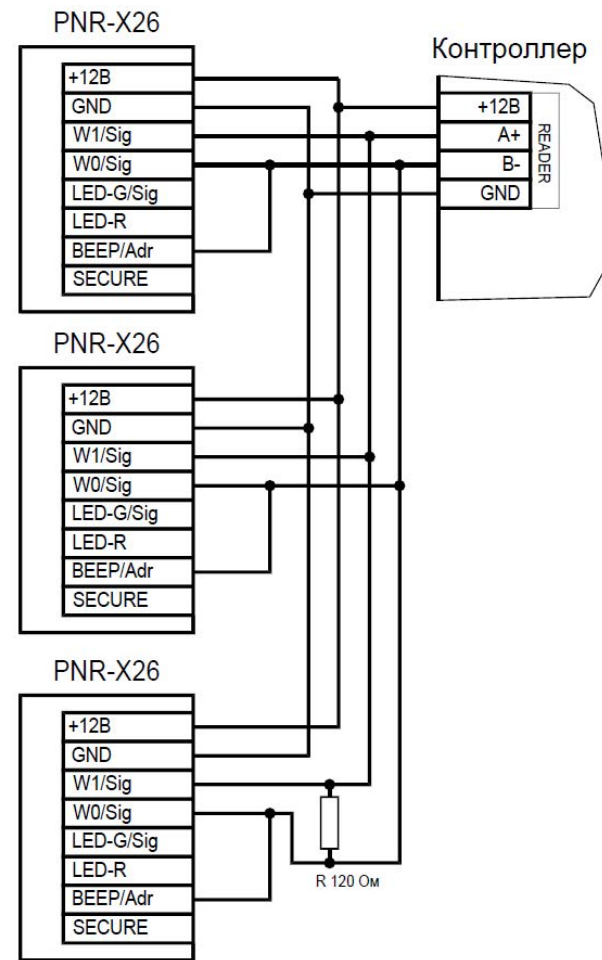 PNR-X26
+12В
GND
W1/Sig
W0/Sig
LED-G/Sig
LED-R
BEEP/Adr
SECURE
Контроллер
+12В
A+
B-
GND
READER
PNR-X26
+12В
GND
W1/Sig
W0/Sig
LED-G/Sig
LED-R
BEEP/Adr
SECURE
PNR-X26
+12В
GND
W1/Sig
W0/Sig
LED-G/Sig
LED-R
BEEP/Adr
SECURE
R 120 Ом